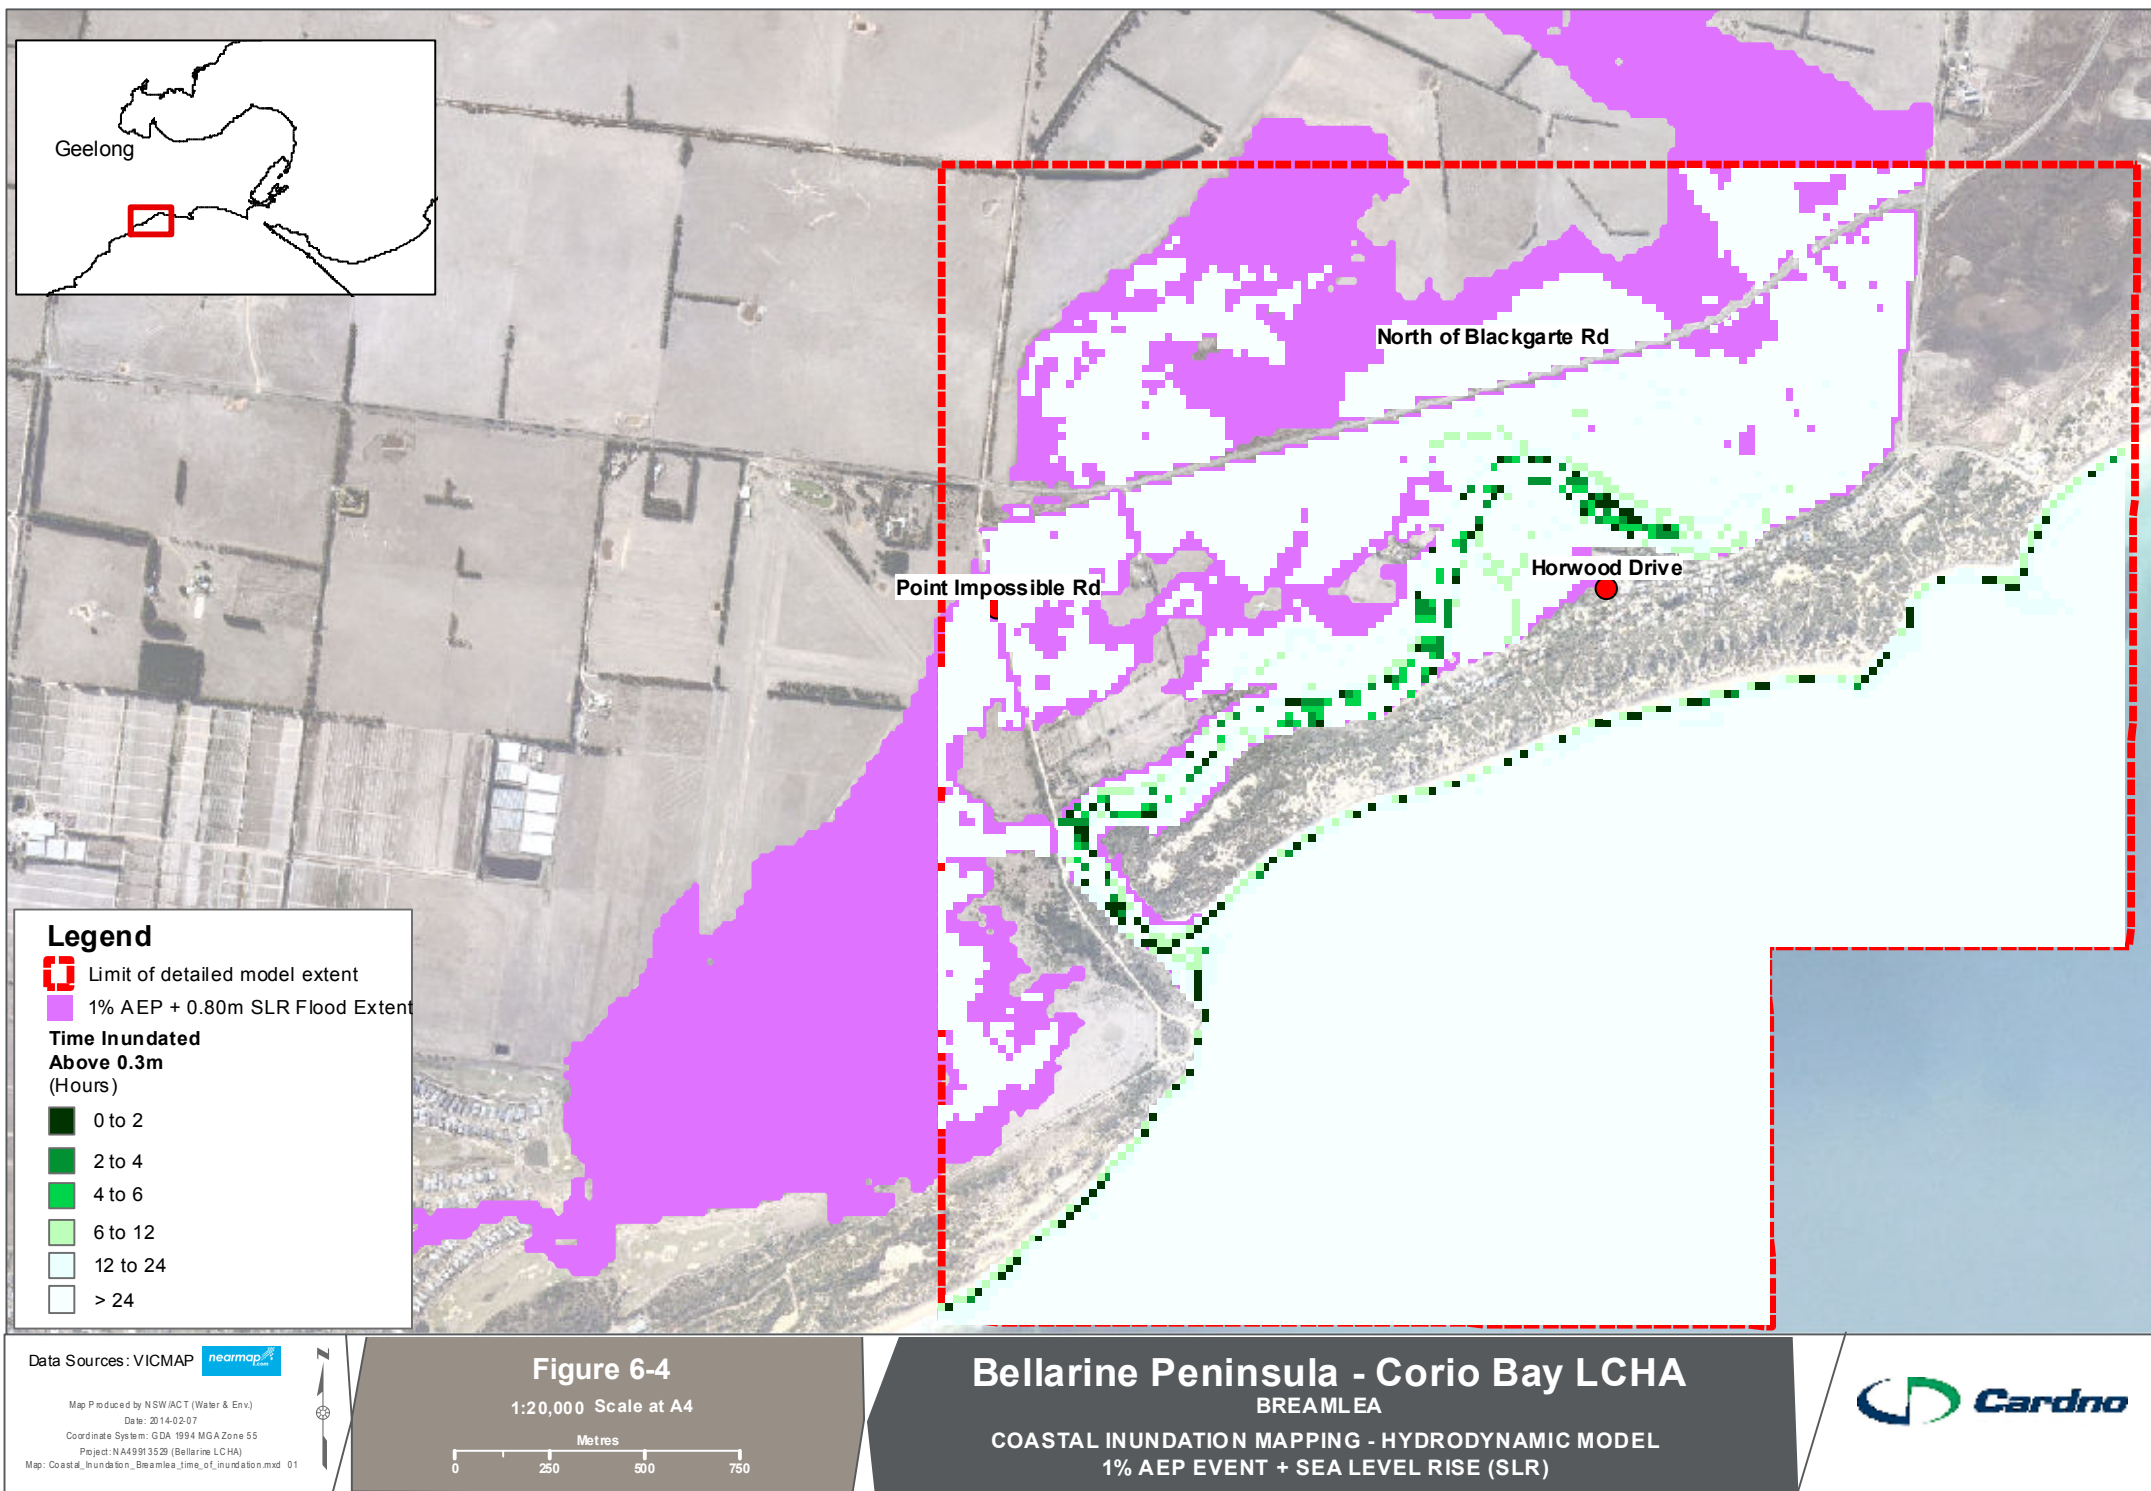 Geelong
North of Blackgarte Rd
Horwood Drive
Point Impossible Rd
Legend
Limit of detailed model extent
1% AEP + 0.80m SLR Flood Extent
Time Inundated
Above 0.3m
(Hours)
0 to 2
2 to 4
4 to 6
6 to 12
12 to 24
> 24
Data Sources: VICMAP nearmap.com
Map Produced by NSW/ACT (Water & Env.)
Date: 2014-02-07
Coordinate System: GDA 1994 MGA Zone 55
Project: NA49913529 (Bellarine LCHA)
Map: Coastal_Inundation_Breamlea_time_of_inundation.mxd 01
N
Figure 6-4
1:20,000 Scale at A4
Metres
0 250 500 750
Bellarine Peninsula - Corio Bay LCHA
BREAMLEA
COASTAL INUNDATION MAPPING - HYDRODYNAMIC MODEL
1% AEP EVENT + SEA LEVEL RISE (SLR)
Cardno